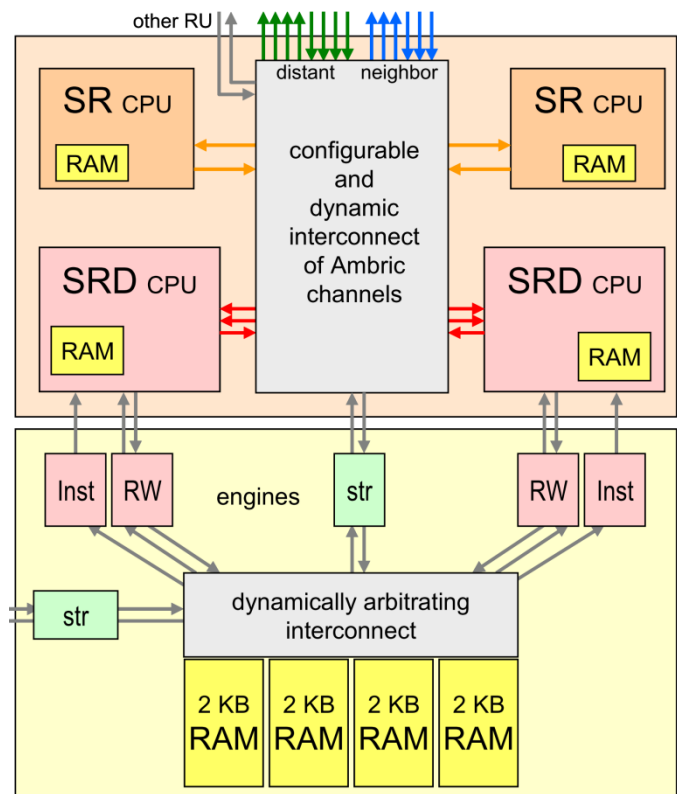 other RU
distant neighbor
SR CPU
RAM
configurable
and
dynamic
interconnect
of Ambric
channels
SR CPU
RAM
SRD CPU
RAM
SRD CPU
RAM
Inst
RW
engines
str
RW
Inst
str
dynamically arbitrating
interconnect
2 KB
RAM
2 KB
RAM
2 KB
RAM
2 KB
RAM